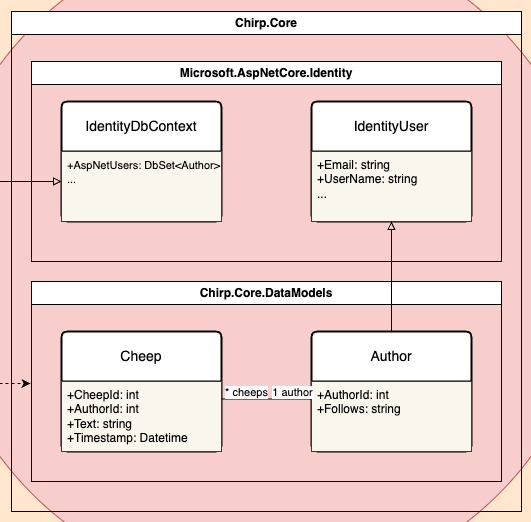 Chirp.Core
Microsoft.AspNetCore.Identity
IdentityDbContext
+AspNetUsers: DbSet<Author>
...
IdentityUser
+Email: string
+UserName: string
...
Chirp.Core.DataModels
Cheep
+CheepId: int
+AuthorId: int
+Text: string
+Timestamp: Datetime
* cheeps
1 author
Author
+AuthorId: int
+Follows: string